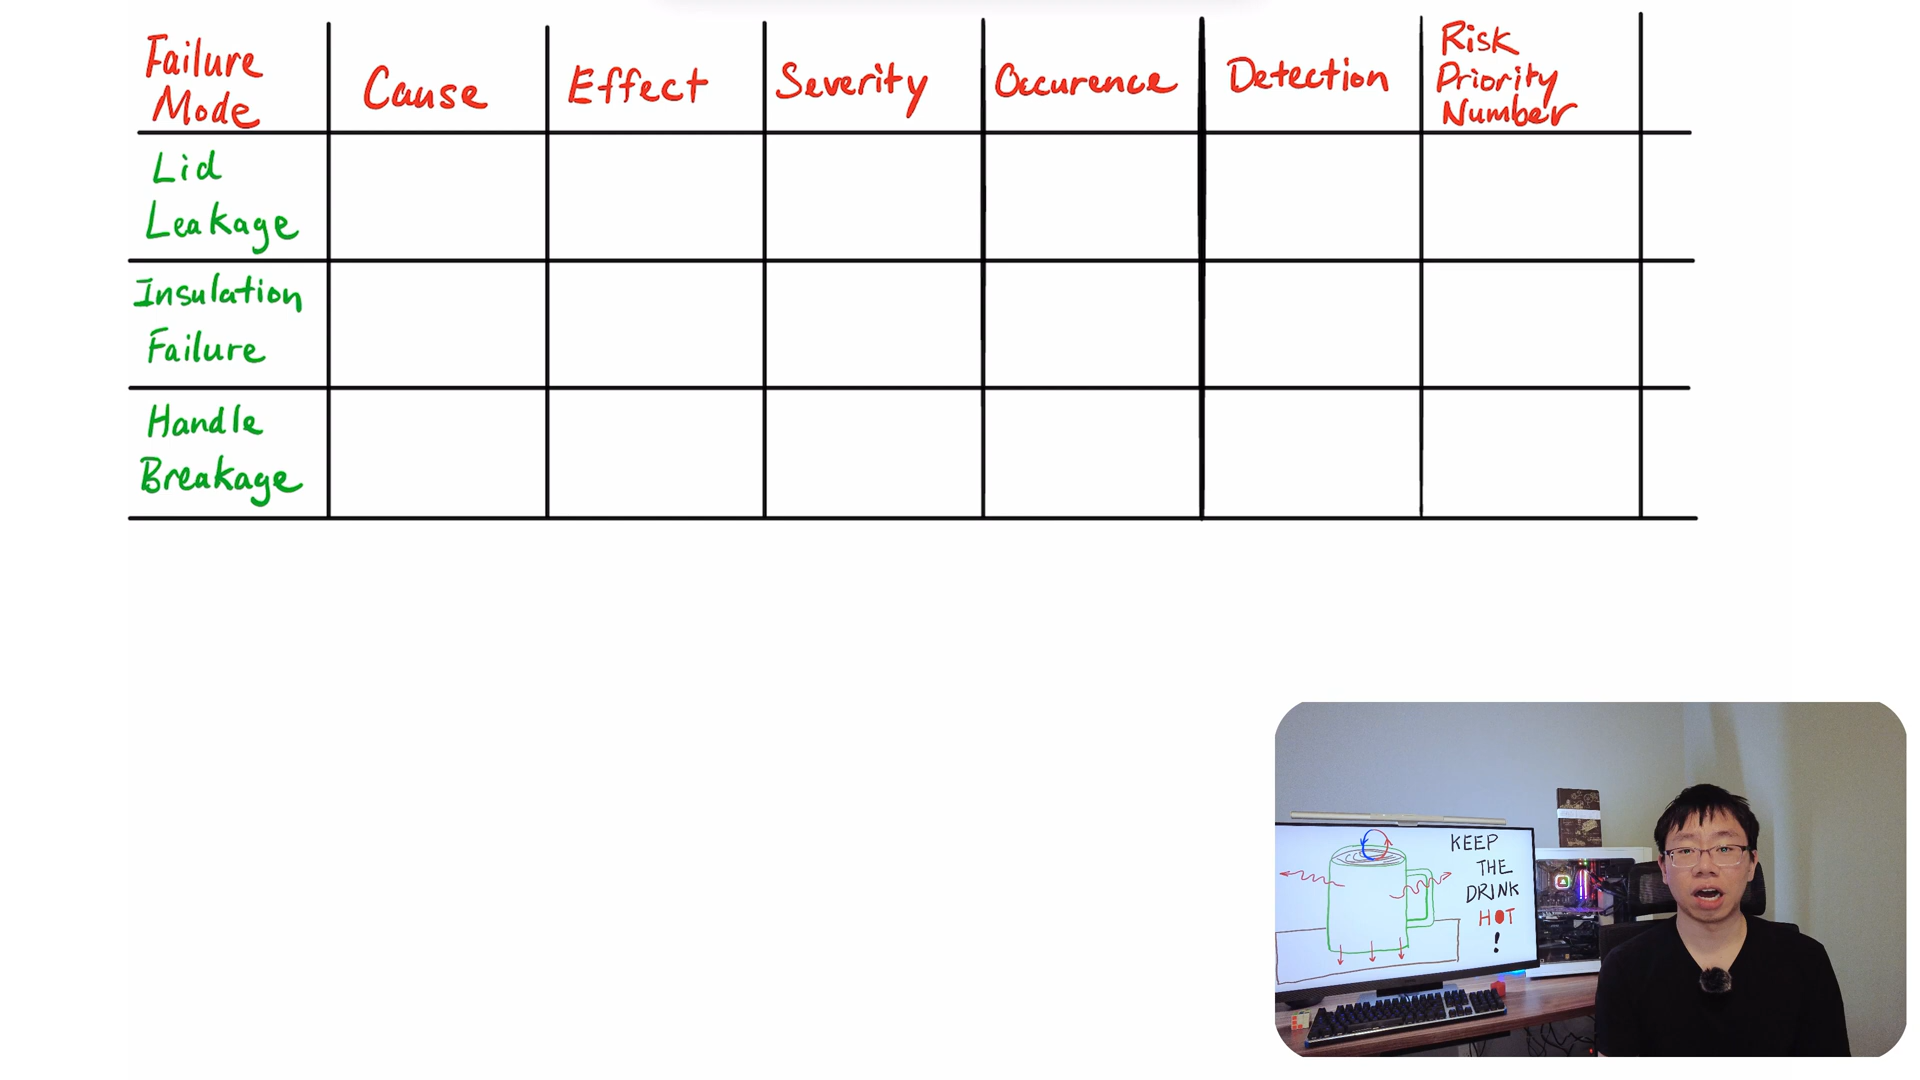 Failure
Mode
Cause
Effect
Severity
Occurence
Detection
Risk
Priority
Number
Lid
Leakage
Insulation
Failure
Handle
Breakage
KEEP
THE
DRINK
HOT
!